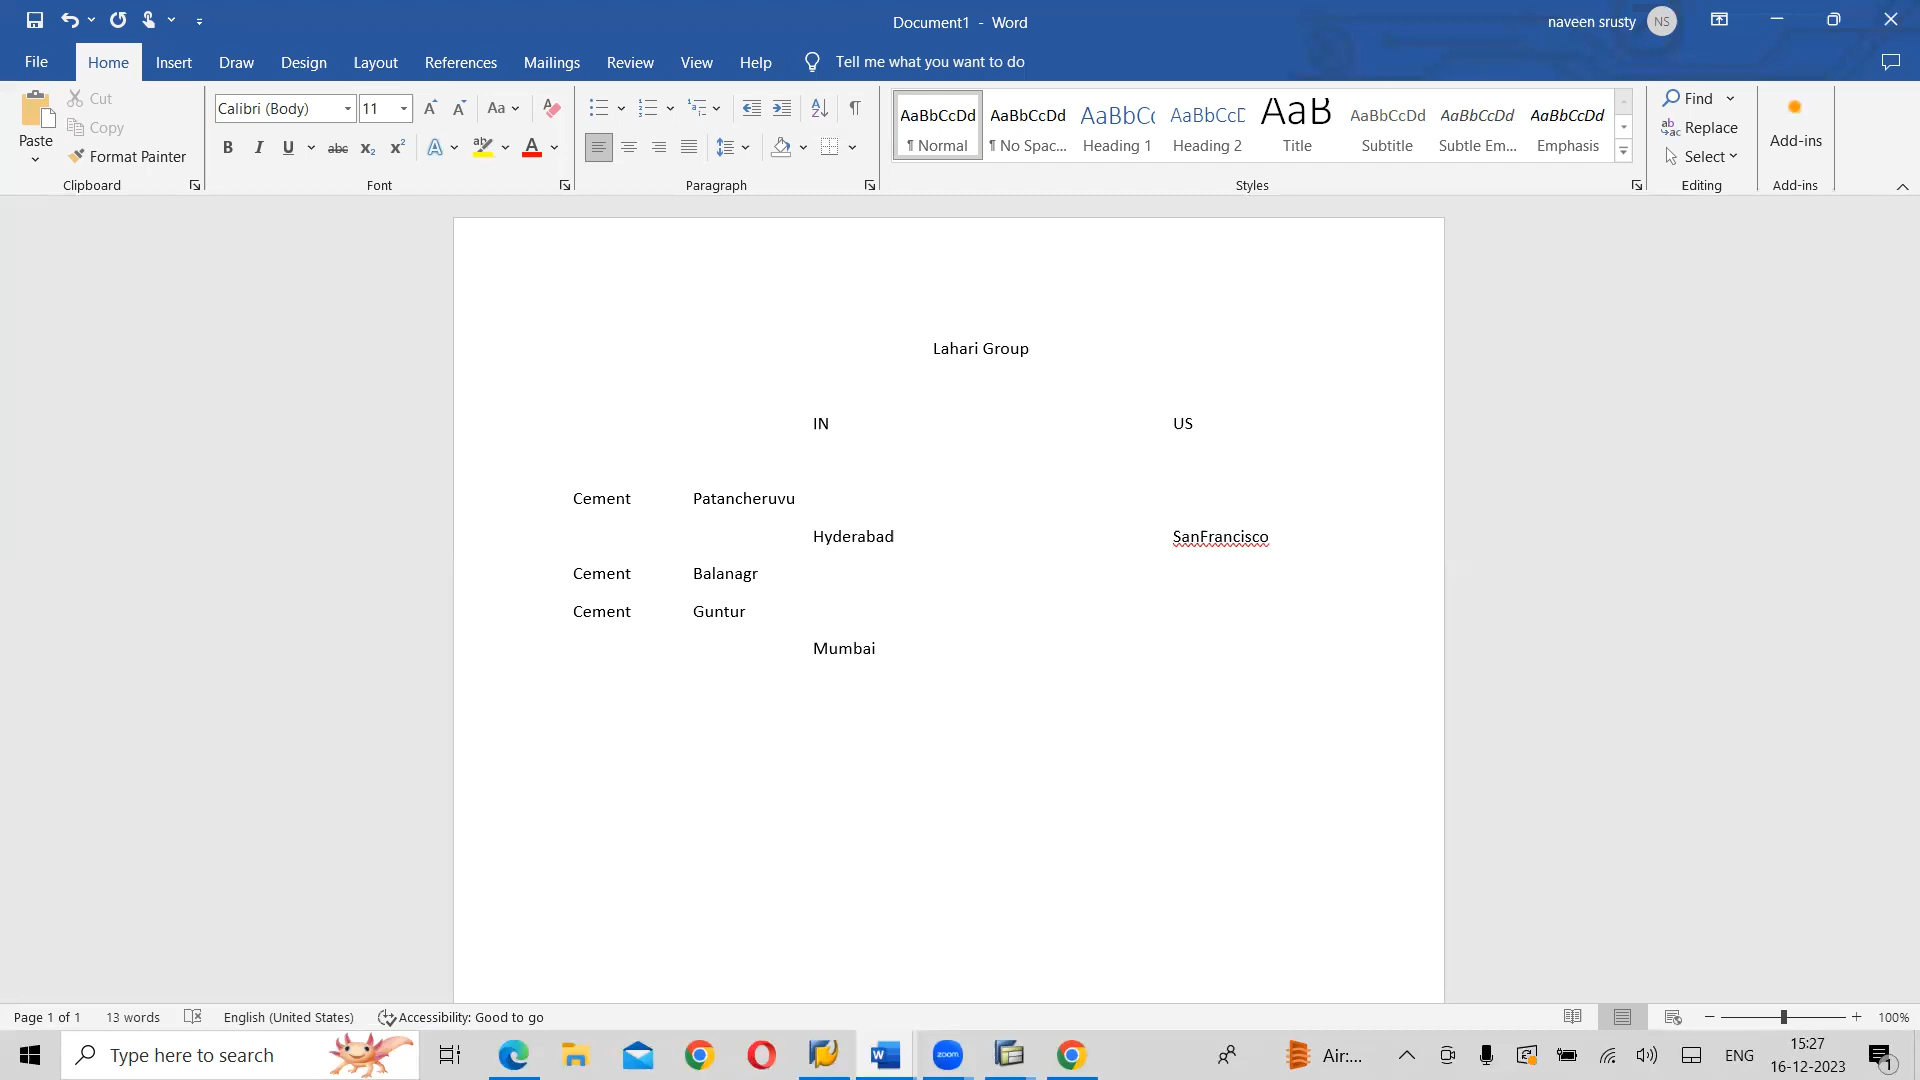 Document1 - Word
naveen srusty NS
File Home Insert Draw Design Layout References Mailings Review View Help Tell me what you want to do
Paste
Cut
Copy
Format Painter
Clipboard
Calibri (Body) 11
Font
Paragraph
AaBbCcDd AaBbCcDd AaBbCc AaBbCcE AaB AaBbCcDd AaBbCcDd AaBbCcDd
¶ Normal ¶ No Spac... Heading 1 Heading 2 Title Subtitle Subtle Em... Emphasis
Styles
Find
Replace
Select
Editing
Add-ins
Add-ins
Lahari Group
IN US
Cement Patancheruvu
Hyderabad SanFrancisco
Cement Balanagr
Cement Guntur
Mumbai
Page 1 of 1 13 words English (United States) Accessibility: Good to go 100%
Type here to search
zoom
Air:...
ENG
15:27
16-12-2023
1